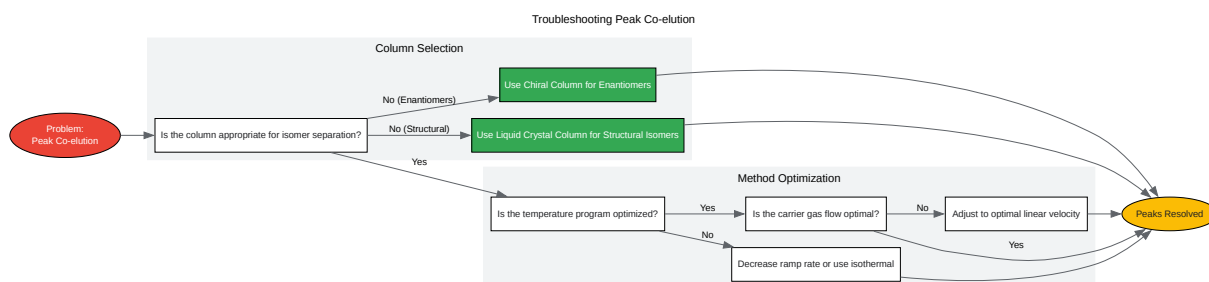 Troubleshooting Peak Co-elution
Column Selection
Use Chiral Column for Enantiomers
No (Enantiomers)
Problem:
Peak Co-elution
Is the column appropriate for isomer separation?
No (Structural)
Use Liquid Crystal Column for Structural Isomers
Yes
Method Optimization
Is the temperature program optimized?
Yes
Is the carrier gas flow optimal?
No
Adjust to optimal linear velocity
Peaks Resolved
No
Yes
Decrease ramp rate or use isothermal